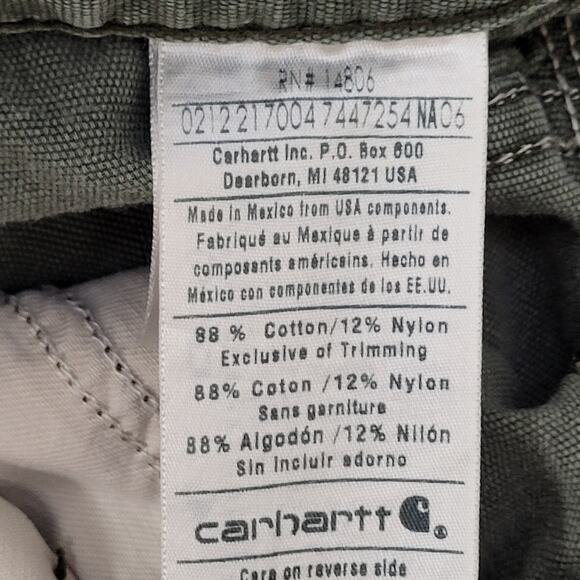 RN# 14806
0212217004 7447254 NA06
Carhartt Inc. P.O. Box 600
Dearborn, MI 48121 USA
Made in Mexico from USA components.
Fabriqué au Mexique à partir de
composants américains. Hecho en
México con componentes de los EE.UU.
88 % Cotton/12% Nylon
Exclusive of Trimming
88% Coton /12% Nylon
Sans garniture
88% Algodón /12% Nilón
Sin incluir adorno
carhartt ®
Care on reverse side